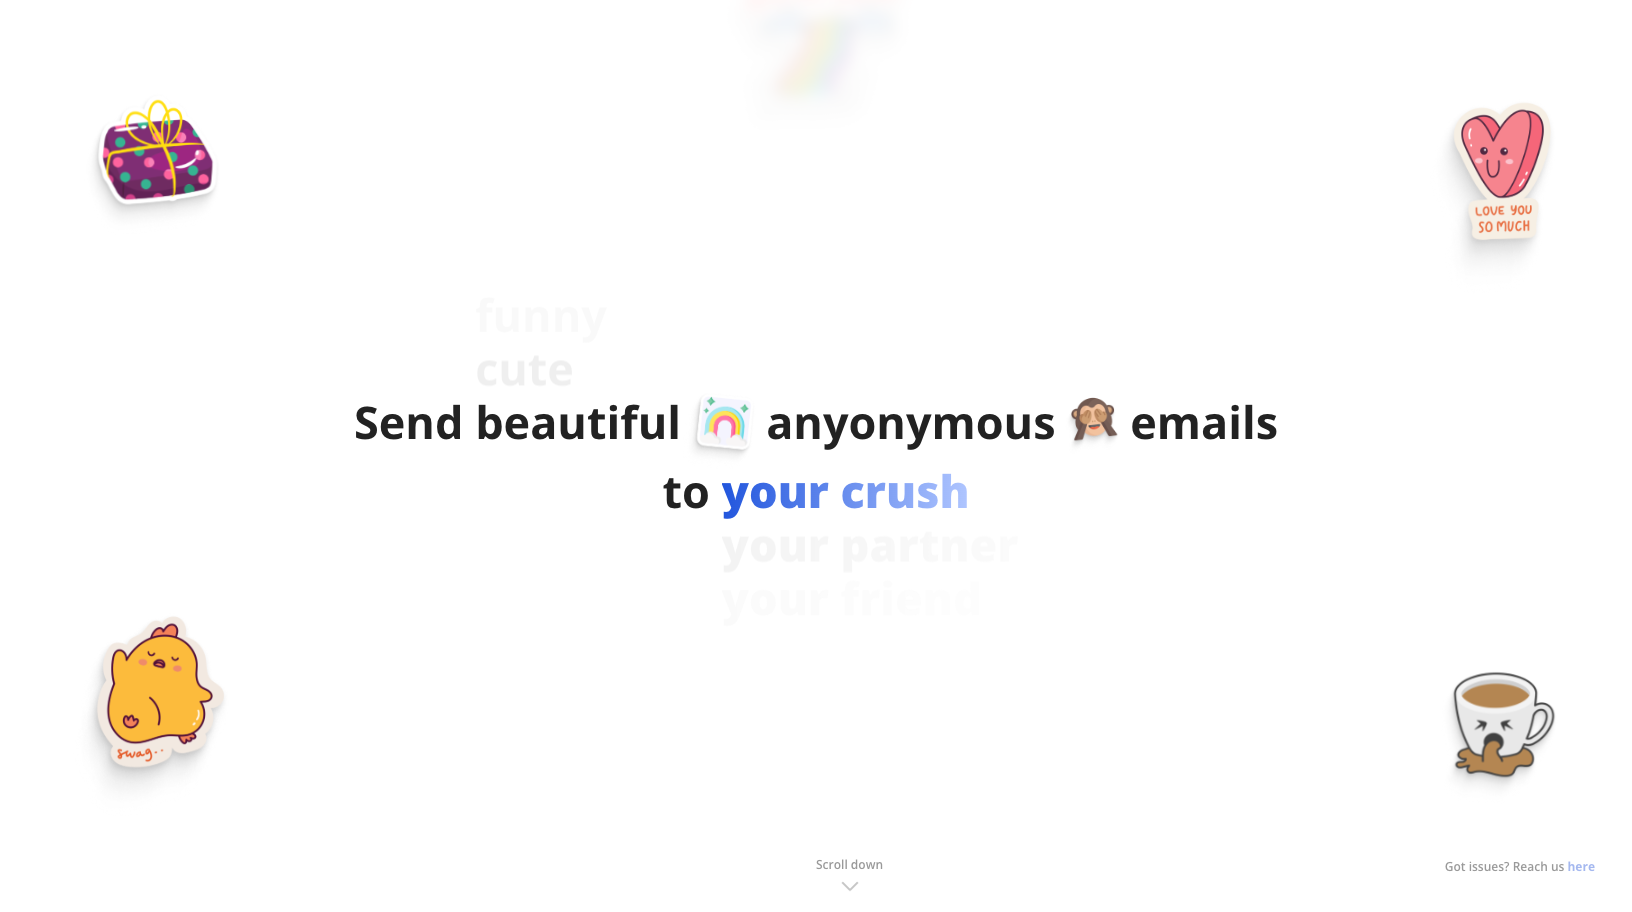 LOVE YOU
SO MUCH
funny
cute
Send beautiful anyonymous emails
to your crush
your partner
your friend
swag..
Scroll down
Got issues? Reach us here